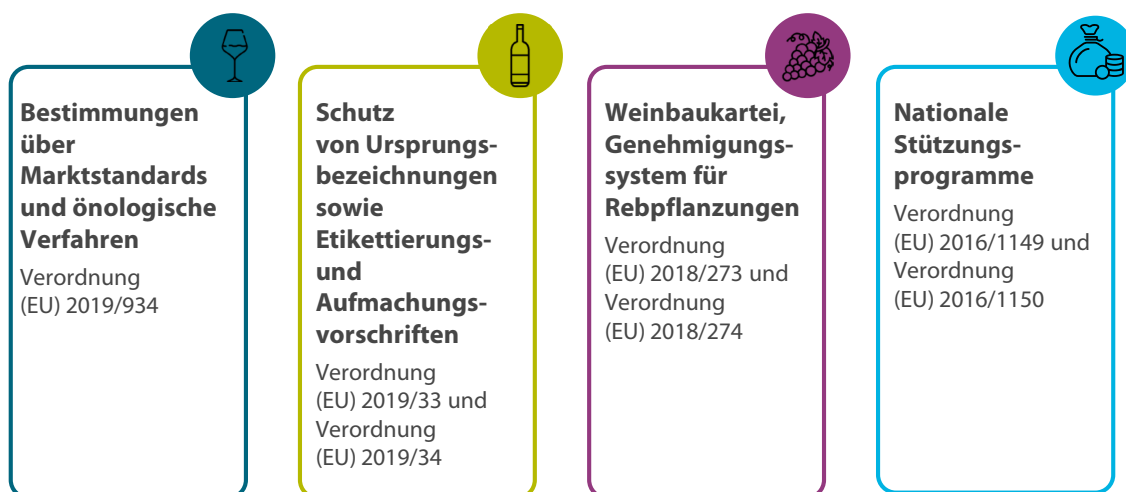 Bestimmungen
über
Marktstandards
und önologische
Verfahren
Verordnung
(EU) 2019/934
Schutz
von Ursprungs-
bezeichnungen
sowie
Etikettierungs-
und
Aufmachungs-
vorschriften
Verordnung
(EU) 2019/33 und
Verordnung
(EU) 2019/34
Weinbaukartei,
Genehmigungs-
system für
Rebpflanzungen
Verordnung
(EU) 2018/273 und
Verordnung
(EU) 2018/274
Nationale
Stützungs-
programme
Verordnung
(EU) 2016/1149 und
Verordnung
(EU) 2016/1150